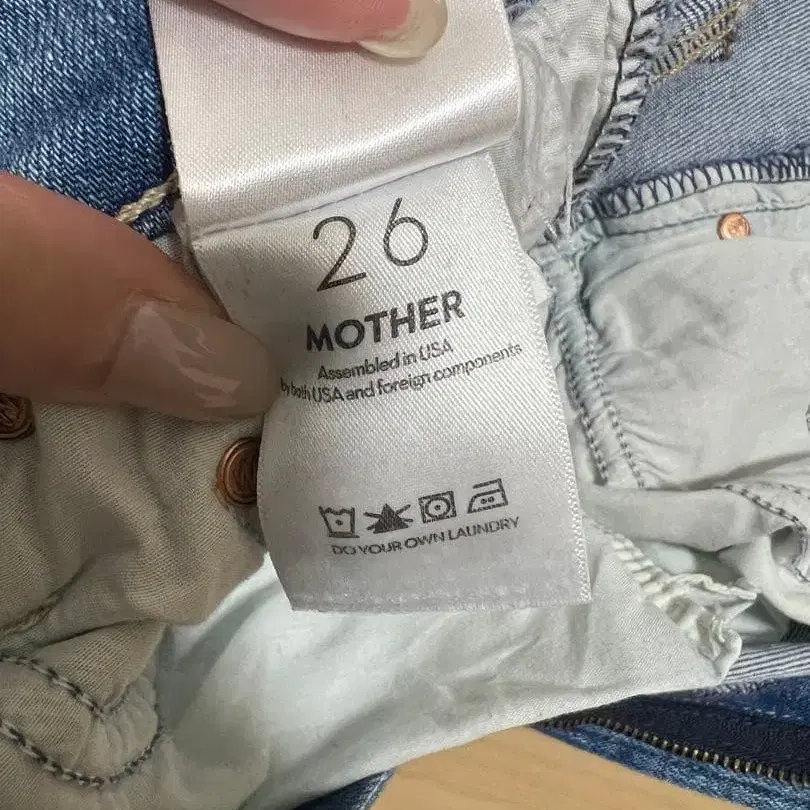 26
MOTHER
Assembled in USA
by both USA and foreign components
DO YOUR OWN LAUNDRY